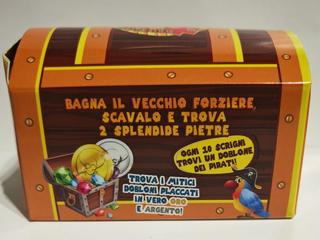 BAGNA IL VECCHIO FORZIERE,
SCAVALO E TROVA
2 SPLENDIDE PIETRE
OGNI 10 SCRIGNI
TROVI UN DOBLONE
DEI PIRATI!
TROVA I MITICI
DOBLONI PLACCATI
IN VERO ORO
E ARGENTO!